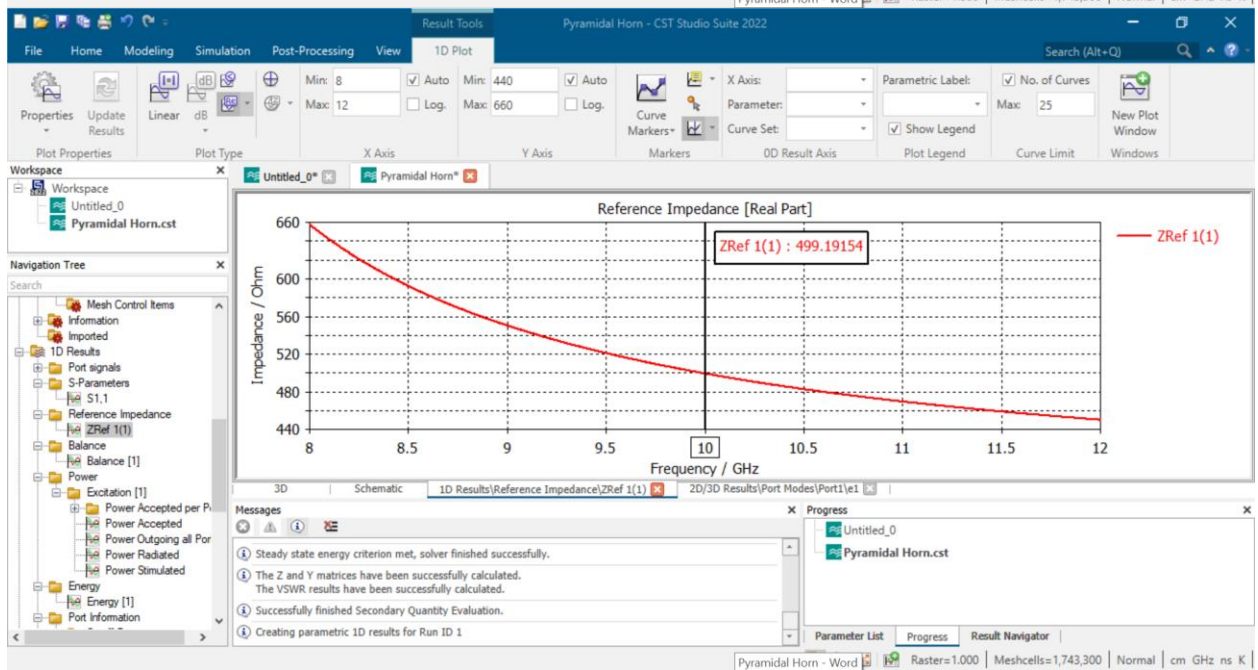 Pyramidal Horn - Word
Result Tools Pyramidal Horn - CST Studio Suite 2022
File Home Modeling Simulation Post-Processing View 1D Plot Search (Alt+Q)
Min: 8 Auto Min: 440 Auto X Axis: Parametric Label: No. of Curves
Max: 12 Log. Max: 660 Log. Parameter: Max: 25
Properties Update Results Linear dB Curve Markers Curve Set: Show Legend New Plot Window
Plot Properties Plot Type X Axis Y Axis Markers 0D Result Axis Plot Legend Curve Limit Windows
Workspace
Workspace
Untitled_0
Pyramidal Horn.cst
Navigation Tree
Search
Mesh Control Items
Information
Imported
1D Results
Port signals
S-Parameters
S1,1
Reference Impedance
ZRef 1(1)
Balance
Balance [1]
Power
Excitation [1]
Power Accepted per P
Power Accepted
Power Outgoing all Por
Power Radiated
Power Stimulated
Energy
Energy [1]
Port Information
Untitled_0* Pyramidal Horn*
Reference Impedance [Real Part]
660
600
560
520
480
440
Impedance / Ohm
ZRef 1(1) : 499.19154
ZRef 1(1)
8 8.5 9 9.5 10 10.5 11 11.5 12
Frequency / GHz
3D Schematic 1D Results\Reference Impedance\ZRef 1(1) 2D/3D Results\Port Modes\Port1\e1
Messages
Steady state energy criterion met, solver finished successfully.
The Z and Y matrices have been successfully calculated.
The VSWR results have been successfully calculated.
Successfully finished Secondary Quantity Evaluation.
Creating parametric 1D results for Run ID 1
Progress
Untitled_0
Pyramidal Horn.cst
Parameter List Progress Result Navigator
Pyramidal Horn - Word Raster=1.000 Meshcells=1,743,300 Normal cm GHz ns K